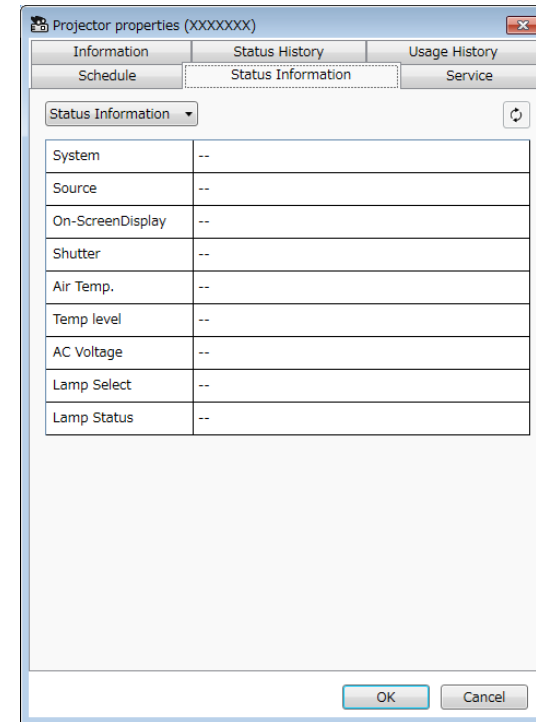 Projector properties (XXXXXXX)
Information Status History Usage History
Schedule Status Information Service
Status Information
System --
Source --
On-ScreenDisplay --
Shutter --
Air Temp. --
Temp level --
AC Voltage --
Lamp Select --
Lamp Status --
OK Cancel